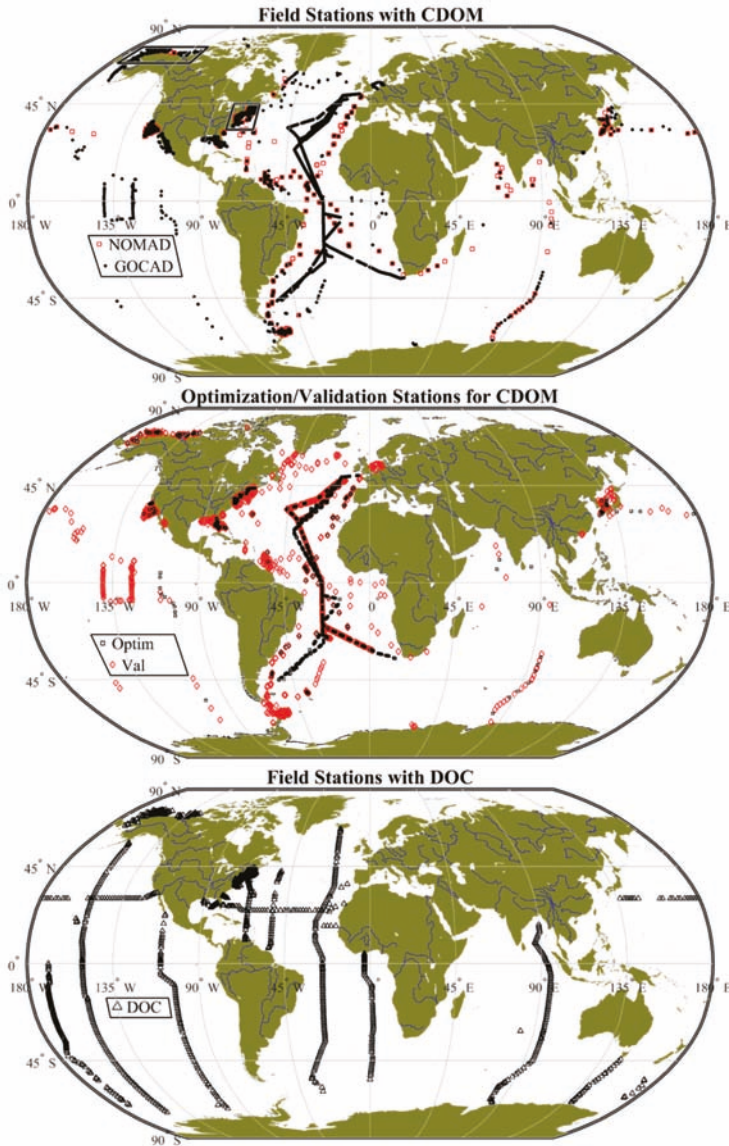 Field Stations with CDOM
90° N
45° N
0°
180° W 135° W 90° W 45° W 0 45° E 90° E 135° E 180° E
NOMAD
GOCAD
45° S
90 S
Optimization/Validation Stations for CDOM
90° N
45° N
0°
180° W 135° W 90° W 45° W 0 45° E 90° E 135° E 180° E
Optim
Val
45° S
90 S
Field Stations with DOC
90° N
45° N
0°
180° W 135° W 90° W 45° W 0 45° E 90° E 135° E 180° E
DOC
45° S
90° S